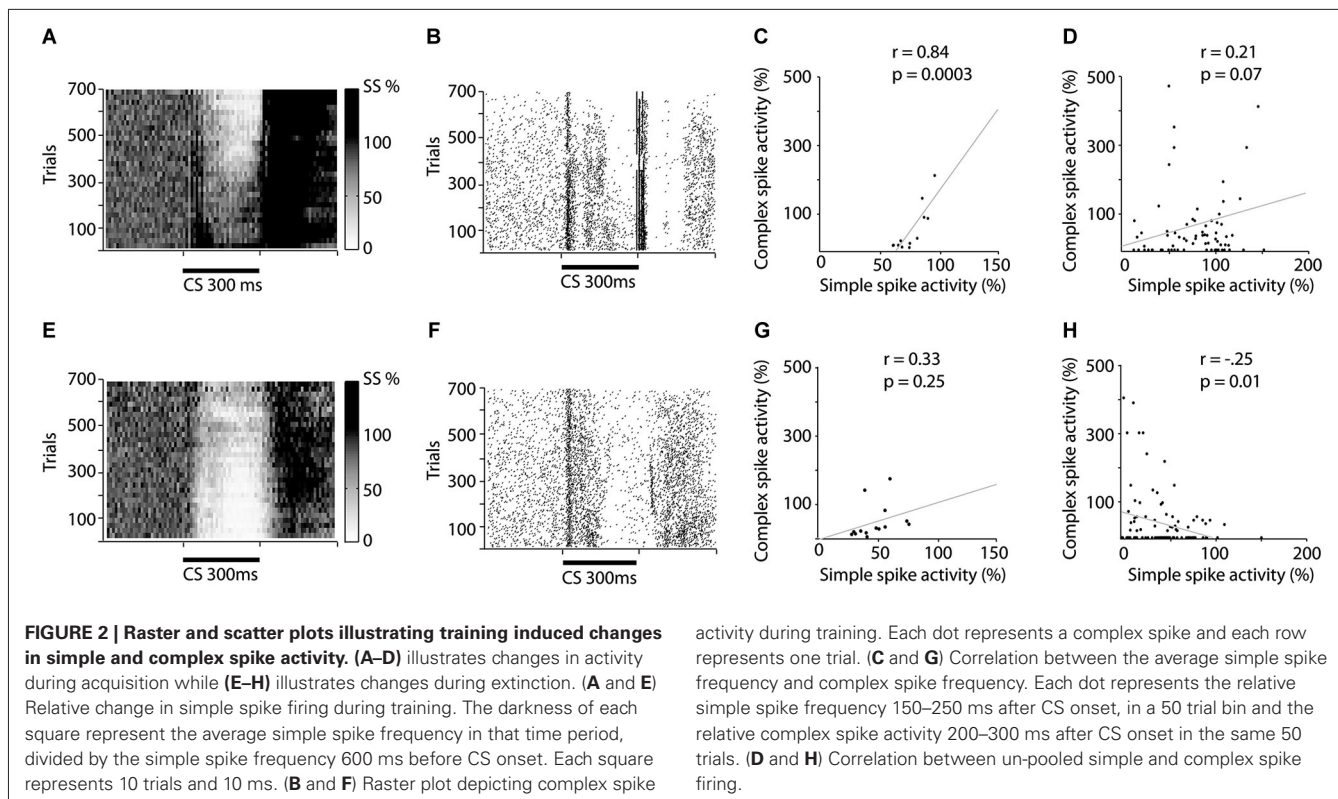 A
B
C
D
r = 0.84
p = 0.0003
r = 0.21
p = 0.07
SS %
700
500
300
100
Trials
100
50
0
CS 300 ms
700
500
300
100
Trials
CS 300ms
500
300
200
100
0
50
100
150
Complex spike activity (%)
Simple spike activity (%)
500
300
200
100
0
0
100
200
Complex spike activity (%)
Simple spike activity (%)
E
F
G
H
r = 0.33
p = 0.25
r = -.25
p = 0.01
SS %
700
500
300
100
Trials
100
50
0
CS 300ms
700
500
300
100
Trials
CS 300ms
500
300
100
0
50
100
150
Complex spike activity (%)
Simple spike activity (%)
500
300
100
0
0
100
200
Complex spike activity (%)
Simple spike activity (%)
FIGURE 2 | Raster and scatter plots illustrating training induced changes
in simple and complex spike activity. (A–D) illustrates changes in activity
during acquisition while (E–H) illustrates changes during extinction. (A and E)
Relative change in simple spike firing during training. The darkness of each
square represent the average simple spike frequency in that time period,
divided by the simple spike frequency 600 ms before CS onset. Each square
represents 10 trials and 10 ms. (B and F) Raster plot depicting complex spike
activity during training. Each dot represents a complex spike and each row
represents one trial. (C and G) Correlation between the average simple spike
frequency and complex spike frequency. Each dot represents the relative
simple spike frequency 150–250 ms after CS onset, in a 50 trial bin and the
relative complex spike activity 200–300 ms after CS onset in the same 50
trials. (D and H) Correlation between un-pooled simple and complex spike
firing.